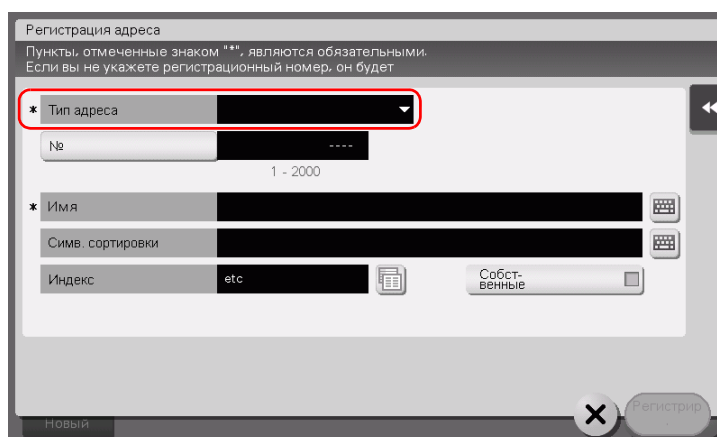 Регистрация адреса
Пункты, отмеченные знаком "*", являются обязательными.
Если вы не укажете регистрационный номер, он будет
* Тип адреса
№ ----
1 - 2000
* Имя
Симв. сортировки
Индекс etc Собст-
венные
Регистрир
Новый